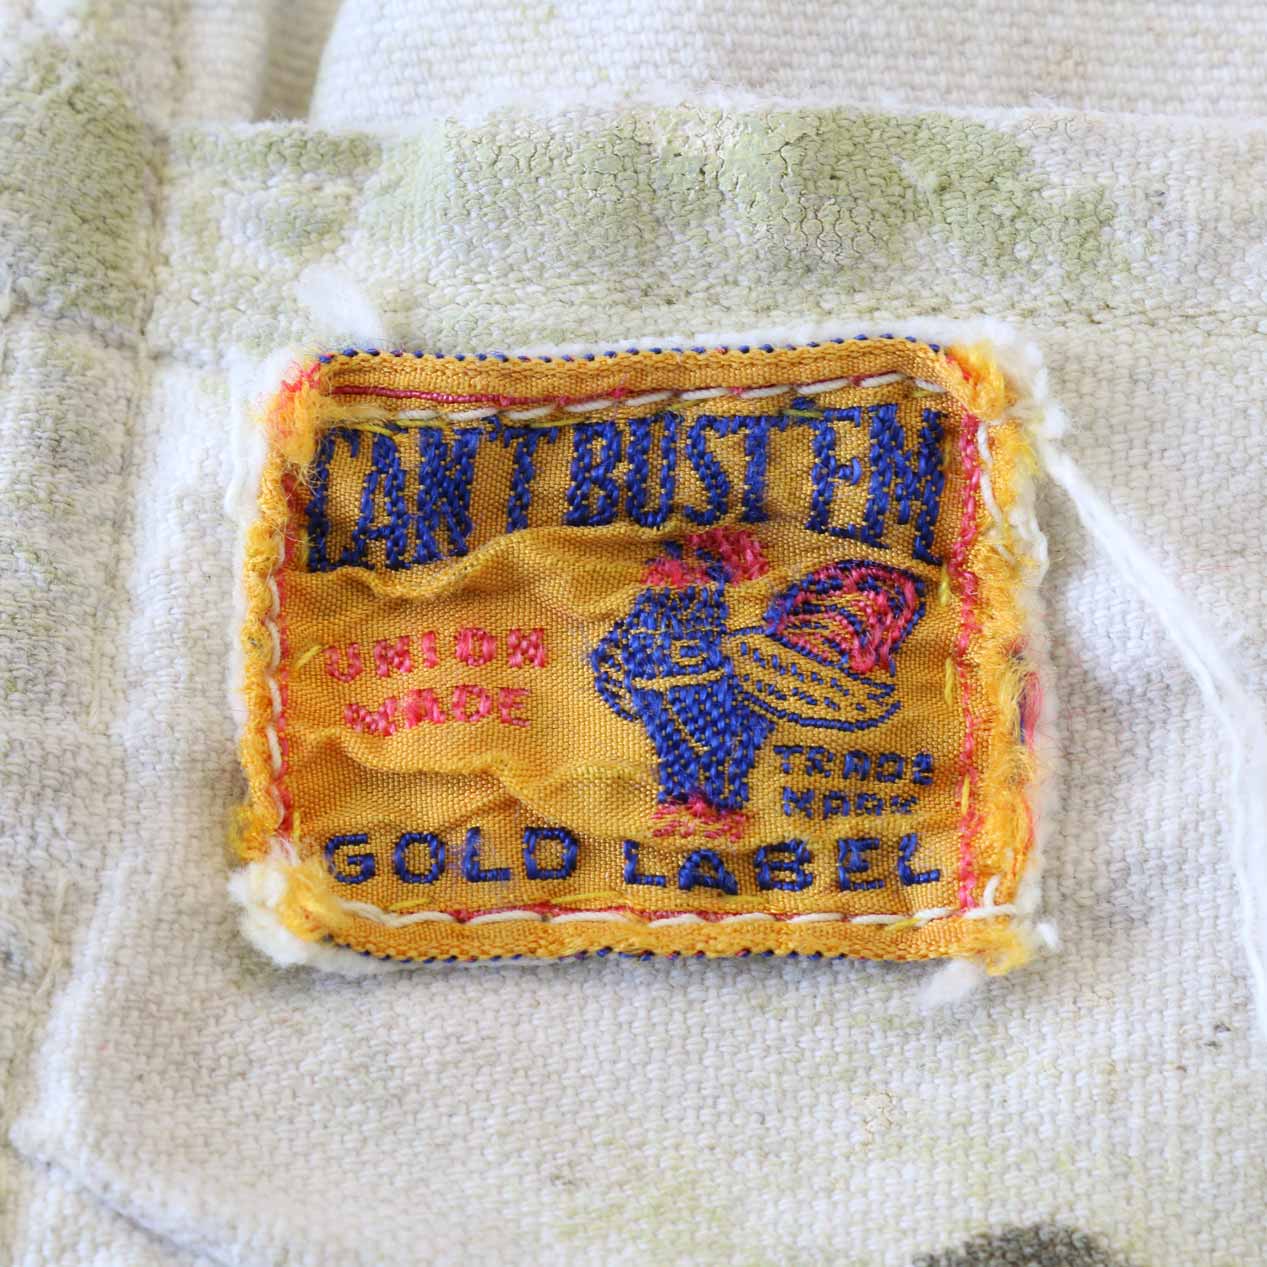 CAN'T BUST 'EM
UNION
MADE
TRADE
MARK
GOLD LABEL